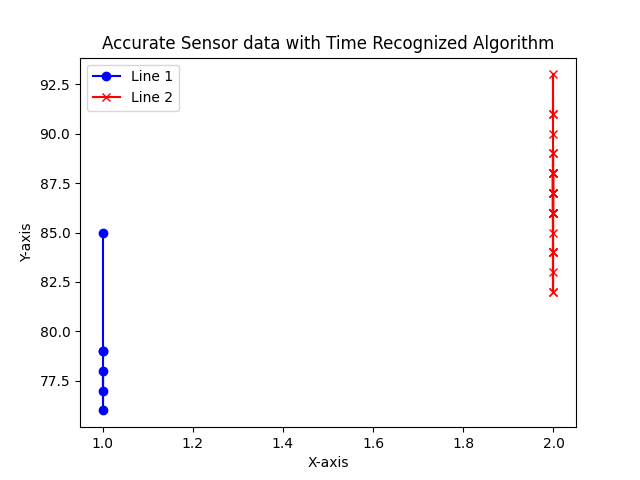 Accurate Sensor data with Time Recognized Algorithm
Line 1
Line 2
92.5
90.0
87.5
85.0
82.5
80.0
77.5
Y-axis
1.0 1.2 1.4 1.6 1.8 2.0
X-axis